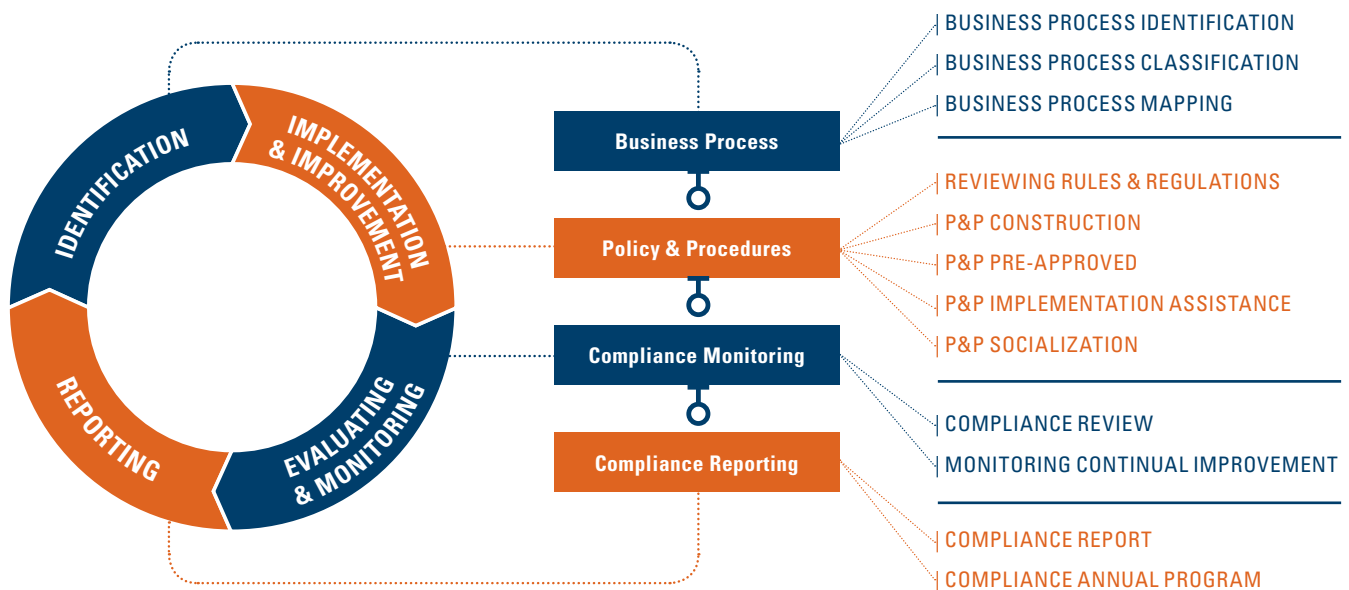 IDENTIFICATION
IMPLEMENTATION
& IMPROVEMENT
EVALUATING
& MONITORING
REPORTING
Business Process
Policy & Procedures
Compliance Monitoring
Compliance Reporting
BUSINESS PROCESS IDENTIFICATION
BUSINESS PROCESS CLASSIFICATION
BUSINESS PROCESS MAPPING
REVIEWING RULES & REGULATIONS
P&P CONSTRUCTION
P&P PRE-APPROVED
P&P IMPLEMENTATION ASSISTANCE
P&P SOCIALIZATION
COMPLIANCE REVIEW
MONITORING CONTINUAL IMPROVEMENT
COMPLIANCE REPORT
COMPLIANCE ANNUAL PROGRAM